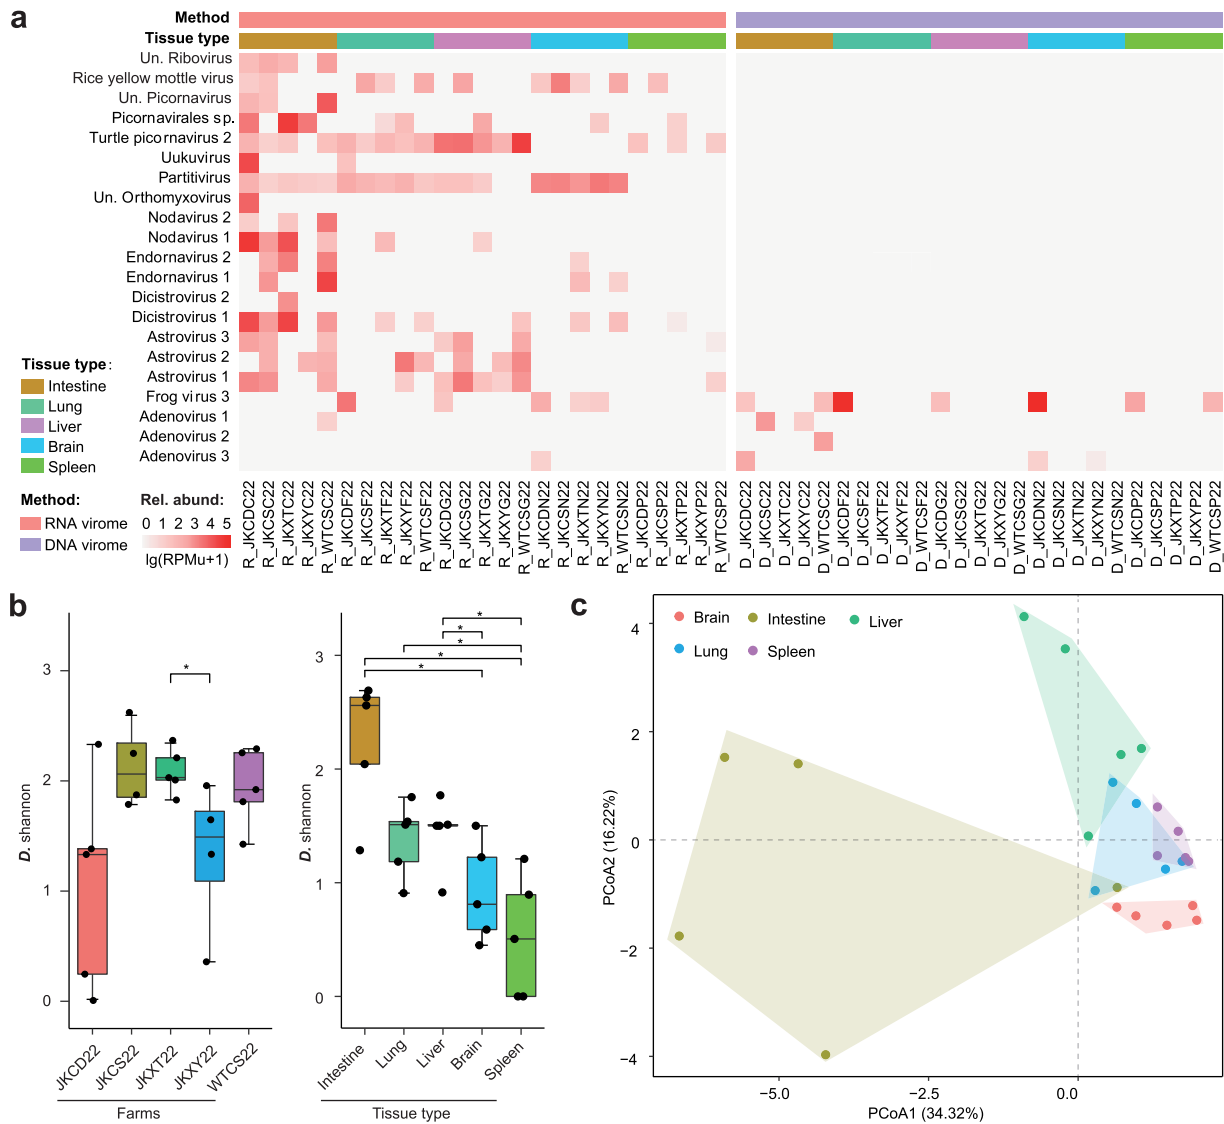 a
Method
Tissue type
Un. Ribovirus
Rice yellow mottle virus
Un. Picornavirus
Picornavirales sp.
Turtle picornavirus 2
Uukuvirus
Partitivirus
Un. Orthomyxovirus
Nodavirus 2
Nodavirus 1
Endornavirus 2
Endornavirus 1
Dicistrovirus 2
Dicistrovirus 1
Astrovirus 3
Astrovirus 2
Astrovirus 1
Frog virus 3
Adenovirus 1
Adenovirus 2
Adenovirus 3
Tissue type:
Intestine
Lung
Liver
Brain
Spleen
Method:
RNA virome
DNA virome
Rel. abund:
0 1 2 3 4 5
lg(RPMu+1)
R_JKCDC22
R_JKCSC22
R_JKXTC22
R_JKXYC22
R_WTCSC22
R_JKCDF22
R_JKCSF22
R_JKXTF22
R_JKXYF22
R_WTCSF22
R_JKCDG22
R_JKCSG22
R_JKXTG22
R_JKXYG22
R_WTCSG22
R_JKCDN22
R_JKCSN22
R_JKXTN22
R_JKXYN22
R_WTCSN22
R_JKCDP22
R_JKCSP22
R_JKXTP22
R_JKXYP22
R_WTCSP22
D_JKCDC22
D_JKCSC22
D_JKXTC22
D_JKXYC22
D_WTCSC22
D_JKCDF22
D_JKCSF22
D_JKXTF22
D_JKXYF22
D_WTCSF22
D_JKCDG22
D_JKCSG22
D_JKXTG22
D_JKXYG22
D_WTCSG22
D_JKCDN22
D_JKCSN22
D_JKXTN22
D_JKXYN22
D_WTCSN22
D_JKCDP22
D_JKCSP22
D_JKXTP22
D_JKXYP22
D_WTCSP22
b
D. shannon
3
2
1
0
*
JKCD22
JKCS22
JKXT22
JKXY22
WTCS22
Farms
D. shannon
3
2
1
0
*
*
*
*
*
Intestine
Lung
Liver
Brain
Spleen
Tissue type
c
Brain
Intestine
Liver
Lung
Spleen
PCoA2 (16.22%)
4
2
0
−2
−4
−5.0
−2.5
0.0
PCoA1 (34.32%)